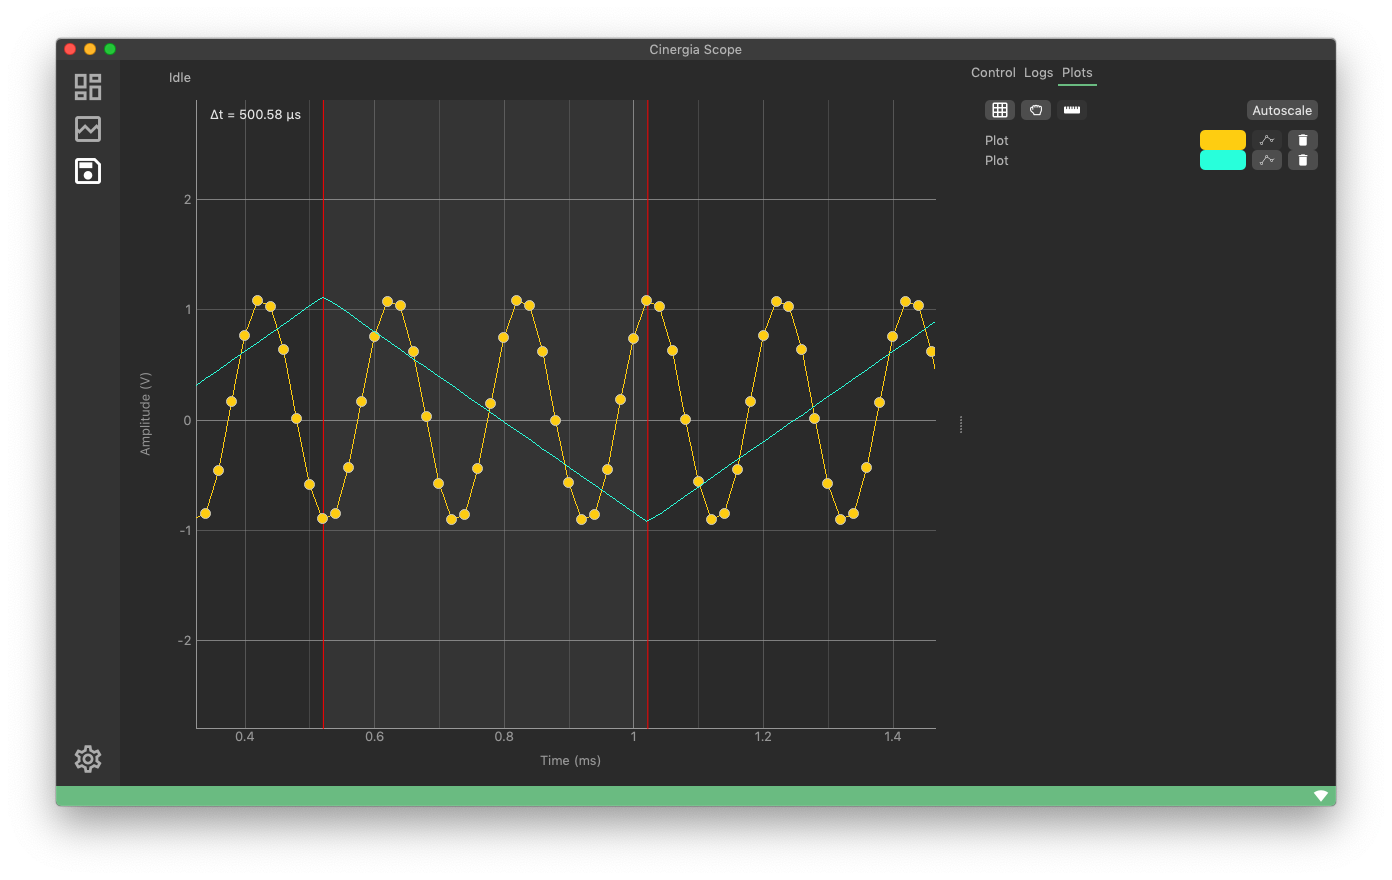 Cinergia Scope
Idle
Control Logs Plots
Δt = 500.58 µs
Autoscale
Plot
Plot
2
1
0
-1
-2
Amplitude (V)
0.4 0.6 0.8 1 1.2 1.4
Time (ms)